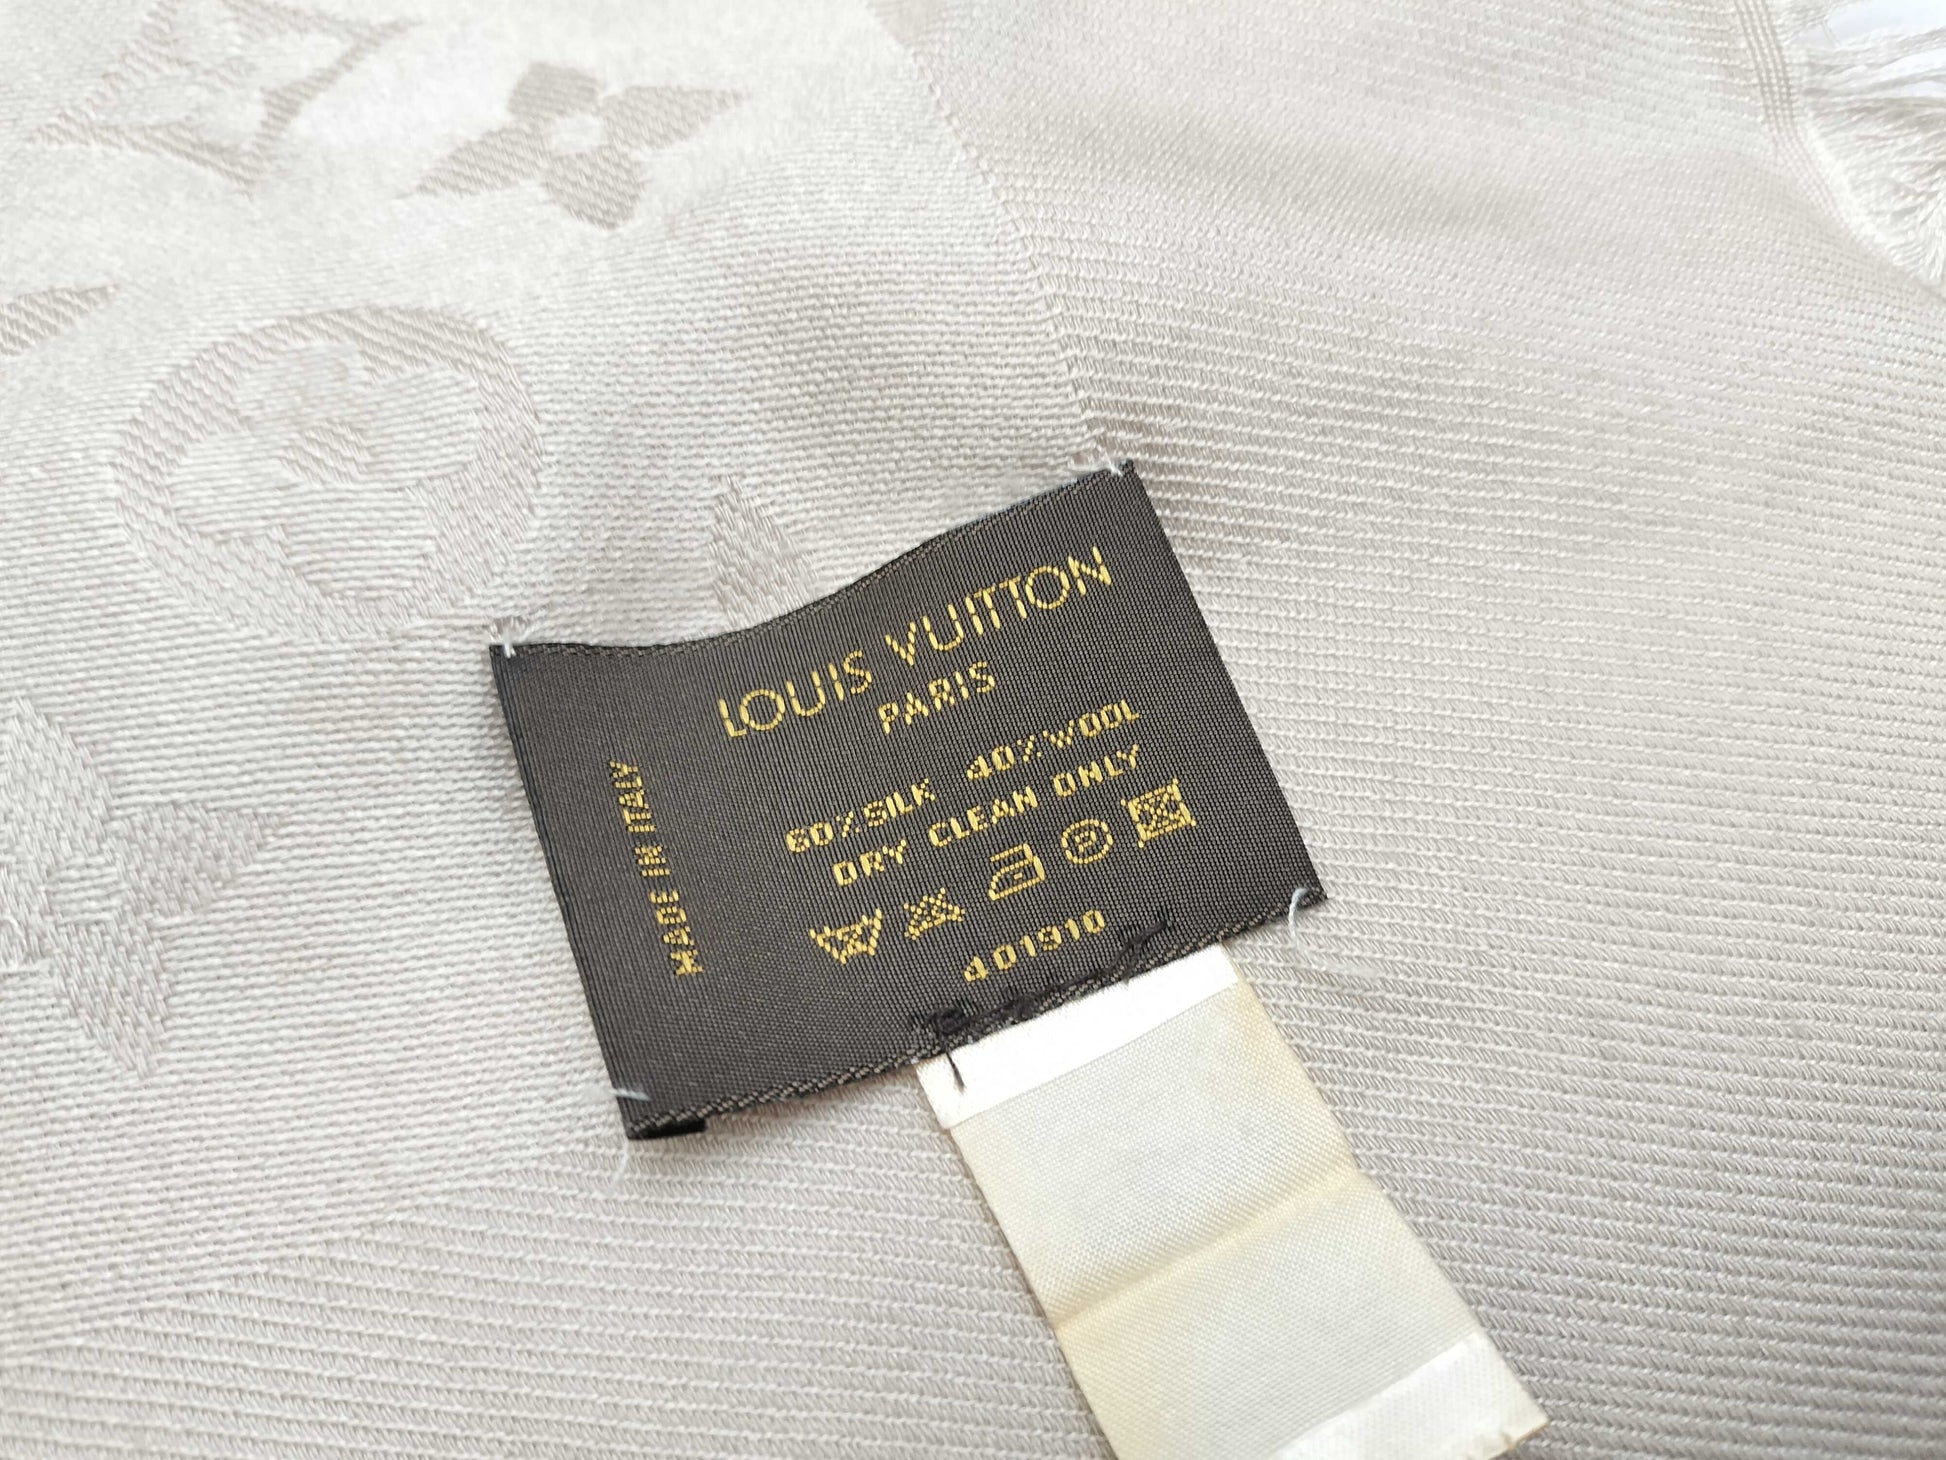 LOUIS VUITTON
PARIS
60% SILK 40% WOOL
DRY CLEAN ONLY
401910
MADE IN ITALY